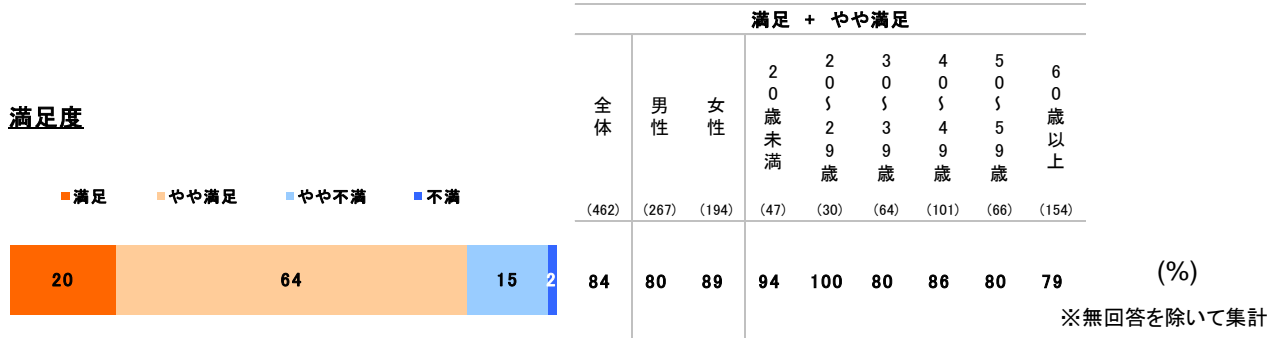 満足 + やや満足
満足度
全体
男性
女性
20歳未満
20～29歳
30～39歳
40～49歳
50～59歳
60歳以上
■満足 ■やや満足 ■やや不満 ■不満
(462) (267) (194) (47) (30) (64) (101) (66) (154)
20 64 15 2 84 80 89 94 100 80 86 80 79 (%)
※無回答を除いて集計